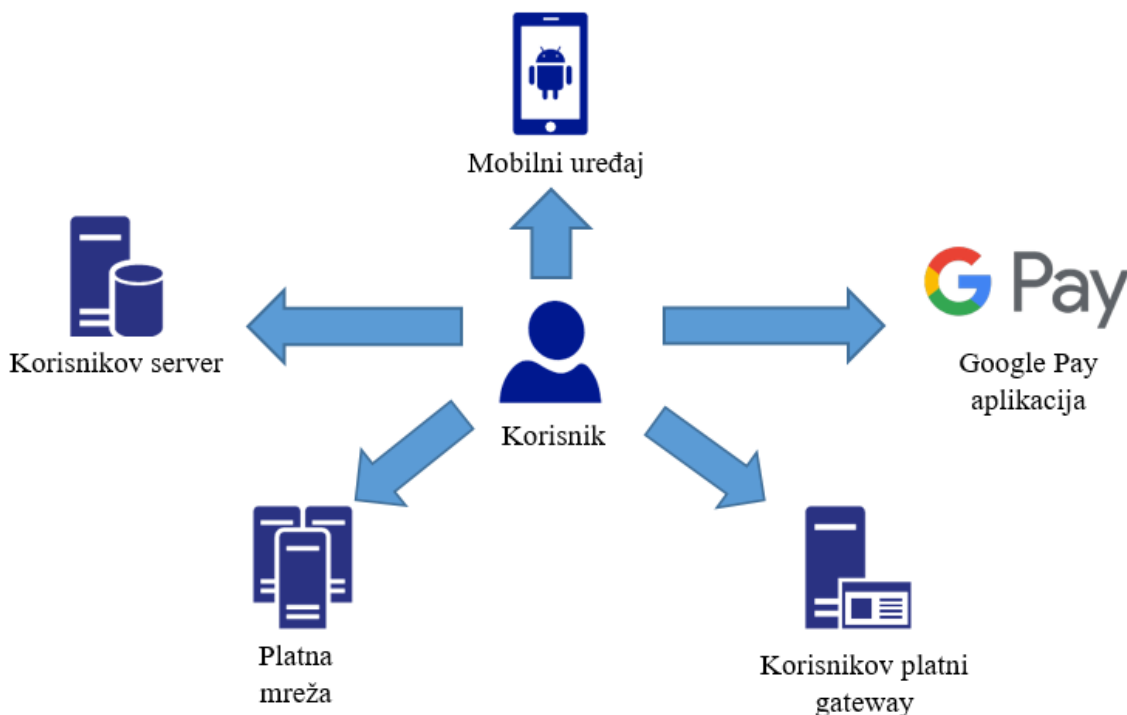 Mobilni uređaj
G Pay
Korisnikov server
Google Pay
aplikacija
Korisnik
Platna
mreža
Korisnikov platni
gateway